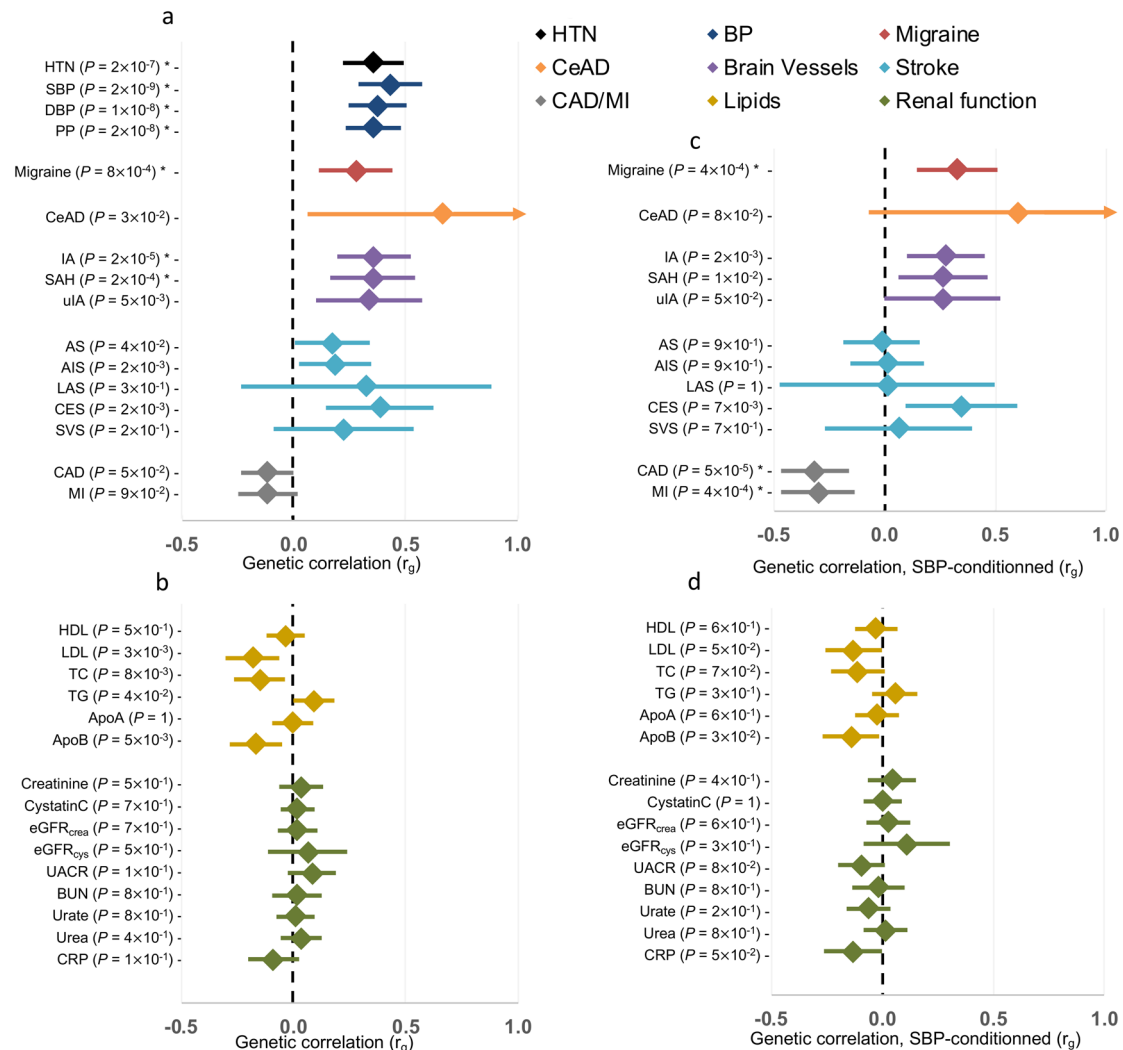 a
HTN (P = 2×10⁻⁷) * -
SBP (P = 2×10⁻⁹) * -
DBP (P = 1×10⁻⁸) * -
PP (P = 2×10⁻⁸) * -
Migraine (P = 8×10⁻⁴) * -
CeAD (P = 3×10⁻²) -
IA (P = 2×10⁻⁵) * -
SAH (P = 2×10⁻⁴) * -
uIA (P = 5×10⁻³) -
AS (P = 4×10⁻²) -
AIS (P = 2×10⁻³) -
LAS (P = 3×10⁻¹) -
CES (P = 2×10⁻³) -
SVS (P = 2×10⁻¹) -
CAD (P = 5×10⁻²) -
MI (P = 9×10⁻²) -
-0.5 0.0 0.5 1.0
Genetic correlation (rg)
HTN BP Migraine
CeAD Brain Vessels Stroke
CAD/MI Lipids Renal function
c
Migraine (P = 4×10⁻⁴) * -
CeAD (P = 8×10⁻²) -
IA (P = 2×10⁻³) -
SAH (P = 1×10⁻²) -
uIA (P = 5×10⁻²) -
AS (P = 9×10⁻¹) -
AIS (P = 9×10⁻¹) -
LAS (P = 1) -
CES (P = 7×10⁻³) -
SVS (P = 7×10⁻¹) -
CAD (P = 5×10⁻⁵) * -
MI (P = 4×10⁻⁴) * -
-0.5 0.0 0.5 1.0
Genetic correlation, SBP-conditionned (rg)
b
HDL (P = 5×10⁻¹) -
LDL (P = 3×10⁻³) -
TC (P = 8×10⁻³) -
TG (P = 4×10⁻²) -
ApoA (P = 1) -
ApoB (P = 5×10⁻³) -
Creatinine (P = 5×10⁻¹) -
CystatinC (P = 7×10⁻¹) -
eGFRcrea (P = 7×10⁻¹) -
eGFRcys (P = 5×10⁻¹) -
UACR (P = 1×10⁻¹) -
BUN (P = 8×10⁻¹) -
Urate (P = 8×10⁻¹) -
Urea (P = 4×10⁻¹) -
CRP (P = 1×10⁻¹) -
-0.5 0.0 0.5 1.0
Genetic correlation (rg)
d
HDL (P = 6×10⁻¹) -
LDL (P = 5×10⁻²) -
TC (P = 7×10⁻²) -
TG (P = 3×10⁻¹) -
ApoA (P = 6×10⁻¹) -
ApoB (P = 3×10⁻²) -
Creatinine (P = 4×10⁻¹) -
CystatinC (P = 1) -
eGFRcrea (P = 6×10⁻¹) -
eGFRcys (P = 3×10⁻¹) -
UACR (P = 8×10⁻²) -
BUN (P = 8×10⁻¹) -
Urate (P = 2×10⁻¹) -
Urea (P = 8×10⁻¹) -
CRP (P = 5×10⁻²) -
-0.5 0.0 0.5 1.0
Genetic correlation, SBP-conditionned (rg)